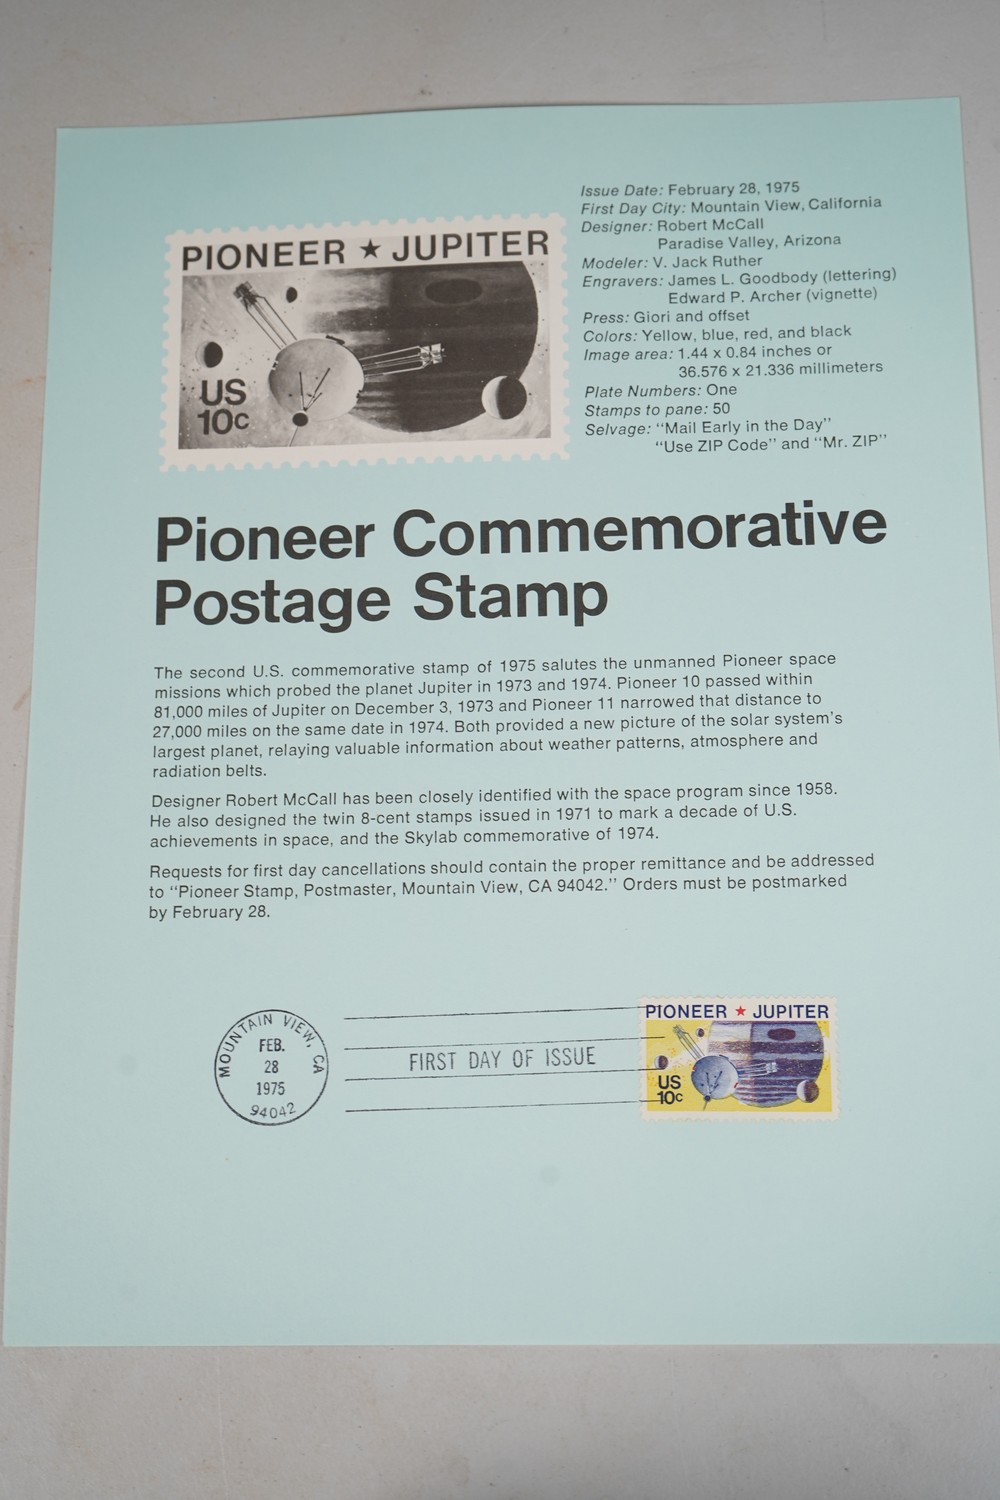 PIONEER ★ JUPITER
US
10c
Issue Date: February 28, 1975
First Day City: Mountain View, California
Designer: Robert McCall
Paradise Valley, Arizona
Modeler: V. Jack Ruther
Engravers: James L. Goodbody (lettering)
Edward P. Archer (vignette)
Press: Giori and offset
Colors: Yellow, blue, red, and black
Image area: 1.44 x 0.84 inches or
36.576 x 21.336 millimeters
Plate Numbers: One
Stamps to pane: 50
Selvage: “Mail Early in the Day”
“Use ZIP Code” and “Mr. ZIP”
Pioneer Commemorative
Postage Stamp
The second U.S. commemorative stamp of 1975 salutes the unmanned Pioneer space
missions which probed the planet Jupiter in 1973 and 1974. Pioneer 10 passed within
81,000 miles of Jupiter on December 3, 1973 and Pioneer 11 narrowed that distance to
27,000 miles on the same date in 1974. Both provided a new picture of the solar system’s
largest planet, relaying valuable information about weather patterns, atmosphere and
radiation belts.
Designer Robert McCall has been closely identified with the space program since 1958.
He also designed the twin 8-cent stamps issued in 1971 to mark a decade of U.S.
achievements in space, and the Skylab commemorative of 1974.
Requests for first day cancellations should contain the proper remittance and be addressed
to “Pioneer Stamp, Postmaster, Mountain View, CA 94042.” Orders must be postmarked
by February 28.
MOUNTAIN VIEW, CA
FEB.
28
1975
94042
FIRST DAY OF ISSUE
PIONEER ★ JUPITER
US
10c